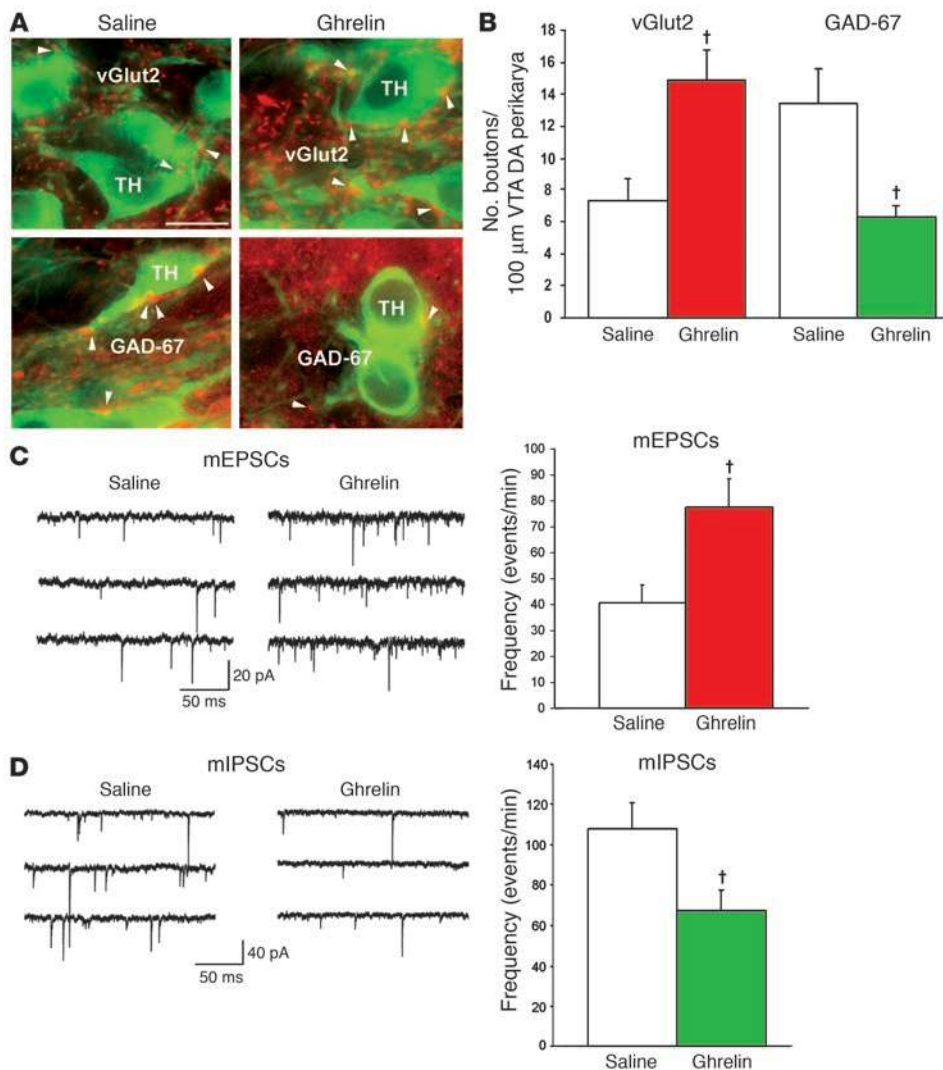 A
Saline
Ghrelin
vGlut2
TH
TH
vGlut2
TH
GAD-67
TH
GAD-67
B
vGlut2
GAD-67
No. boutons/
100 μm VTA DA perikarya
18
16
14
12
10
8
6
4
2
0
†
†
Saline
Ghrelin
Saline
Ghrelin
C
mEPSCs
Saline
Ghrelin
20 pA
50 ms
mEPSCs
Frequency (events/min)
100
90
80
70
60
50
40
30
20
10
0
†
Saline
Ghrelin
D
mIPSCs
Saline
Ghrelin
40 pA
50 ms
mIPSCs
Frequency (events/min)
140
120
100
80
60
40
20
0
†
Saline
Ghrelin